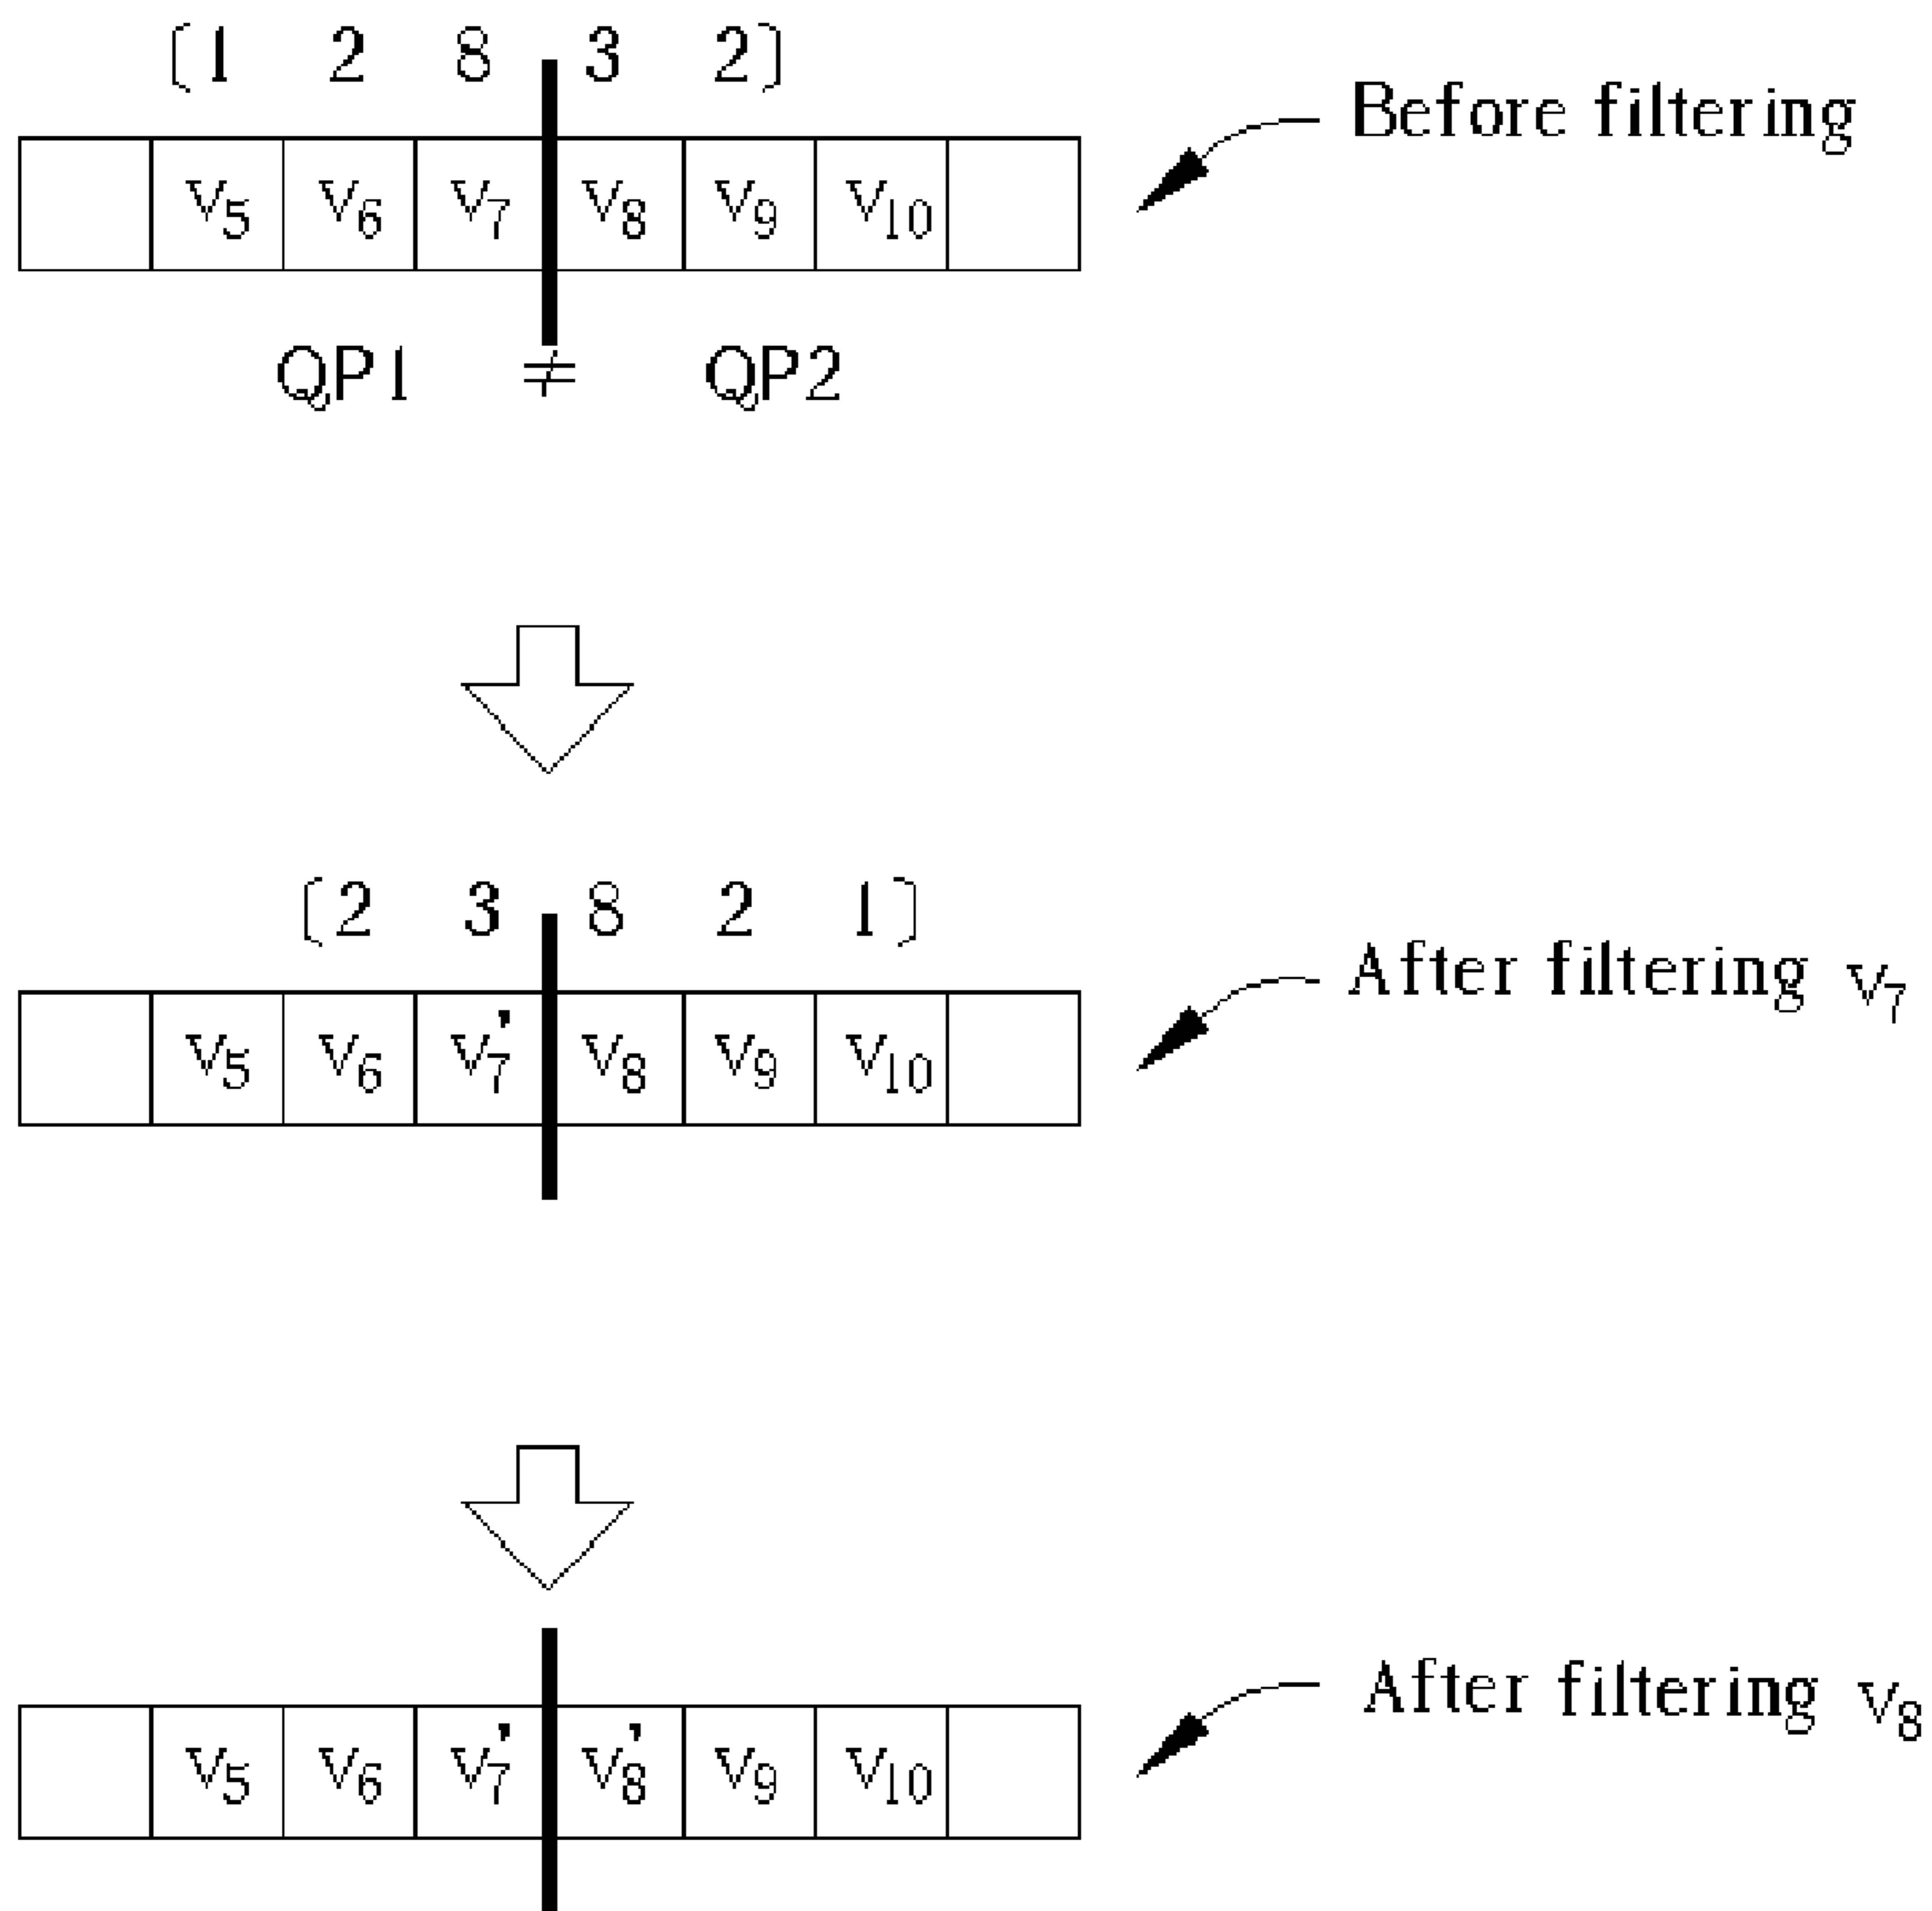 [1 2 8 3 2]
Before filtering
V5 V6 V7 V8 V9 V10
QP1 ≠ QP2
[2 3 8 2 1]
After filtering V7
V5 V6 V7' V8 V9 V10
After filtering V8
V5 V6 V7' V8' V9 V10